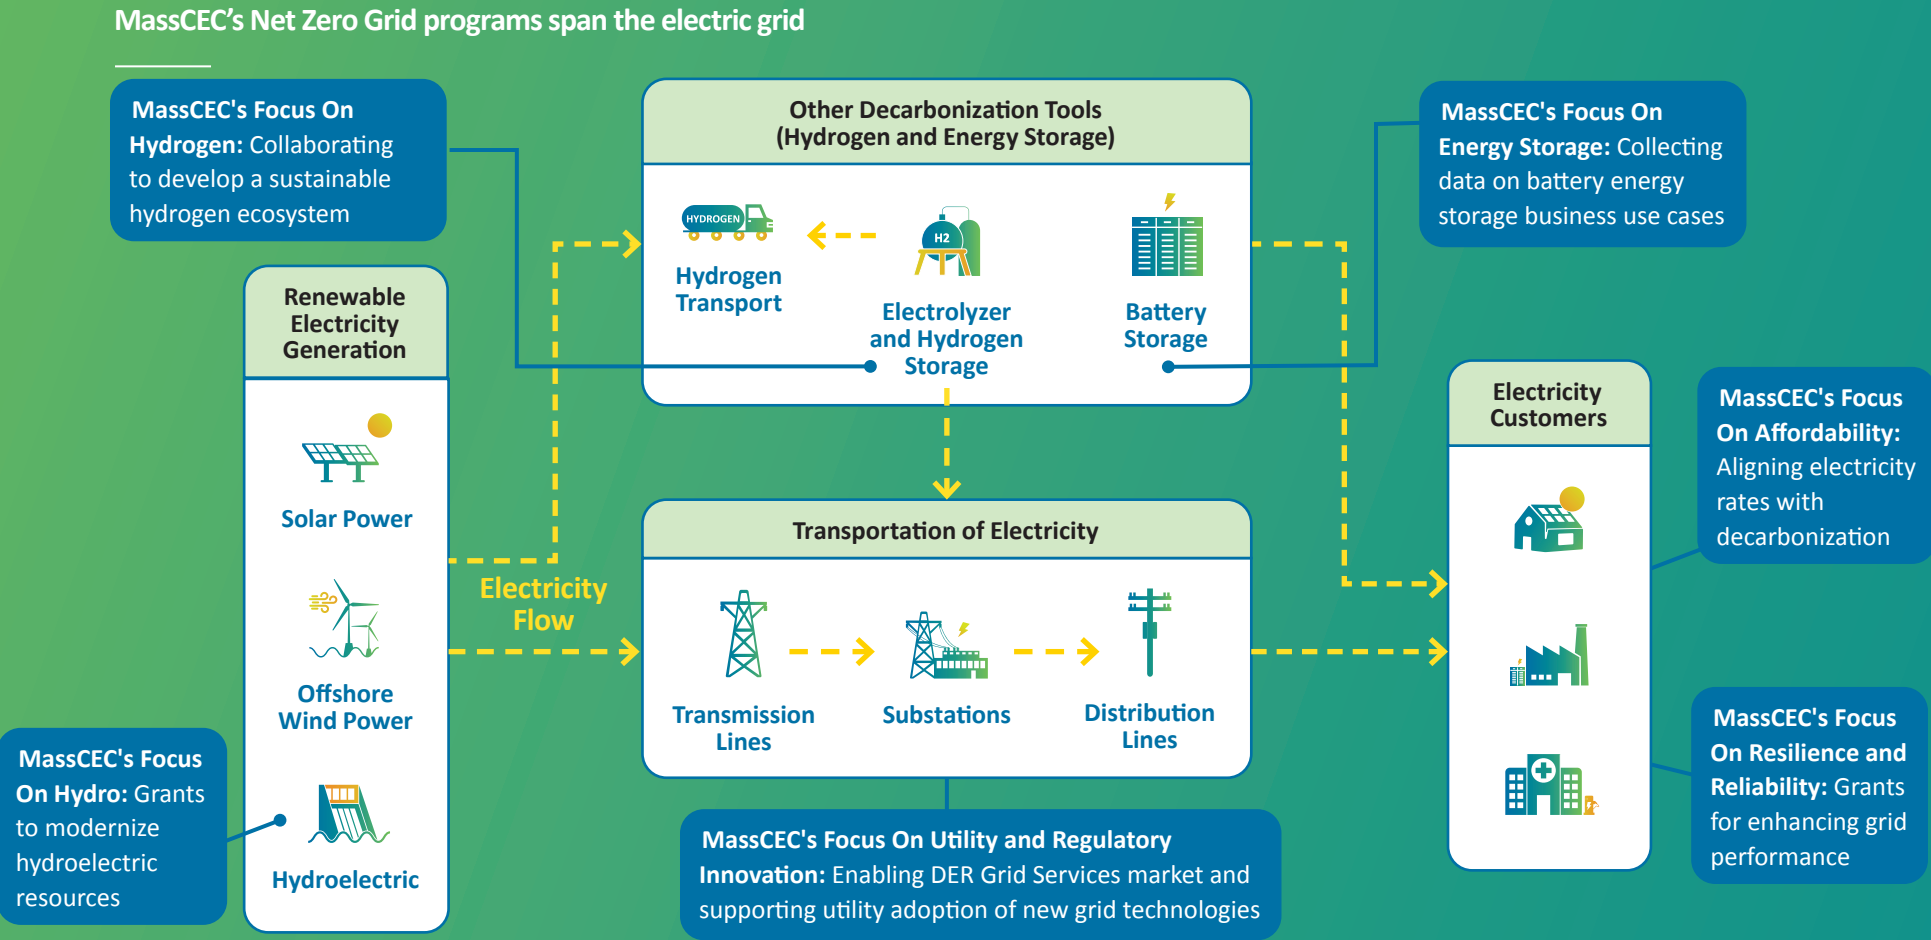 MassCEC's Net Zero Grid programs span the electric grid
MassCEC's Focus On
Hydrogen: Collaborating
to develop a sustainable
hydrogen ecosystem
Other Decarbonization Tools
(Hydrogen and Energy Storage)
HYDROGEN
Hydrogen
Transport
H2
Electrolyzer
and Hydrogen
Storage
Battery
Storage
MassCEC's Focus On
Energy Storage: Collecting
data on battery energy
storage business use cases
Renewable
Electricity
Generation
Solar Power
Offshore
Wind Power
Hydroelectric
MassCEC's Focus
On Hydro: Grants
to modernize
hydroelectric
resources
Electricity
Flow
Transportation of Electricity
Transmission
Lines
Substations
Distribution
Lines
MassCEC's Focus On Utility and Regulatory
Innovation: Enabling DER Grid Services market and
supporting utility adoption of new grid technologies
Electricity
Customers
MassCEC's Focus
On Affordability:
Aligning electricity
rates with
decarbonization
MassCEC's Focus
On Resilience and
Reliability: Grants
for enhancing grid
performance